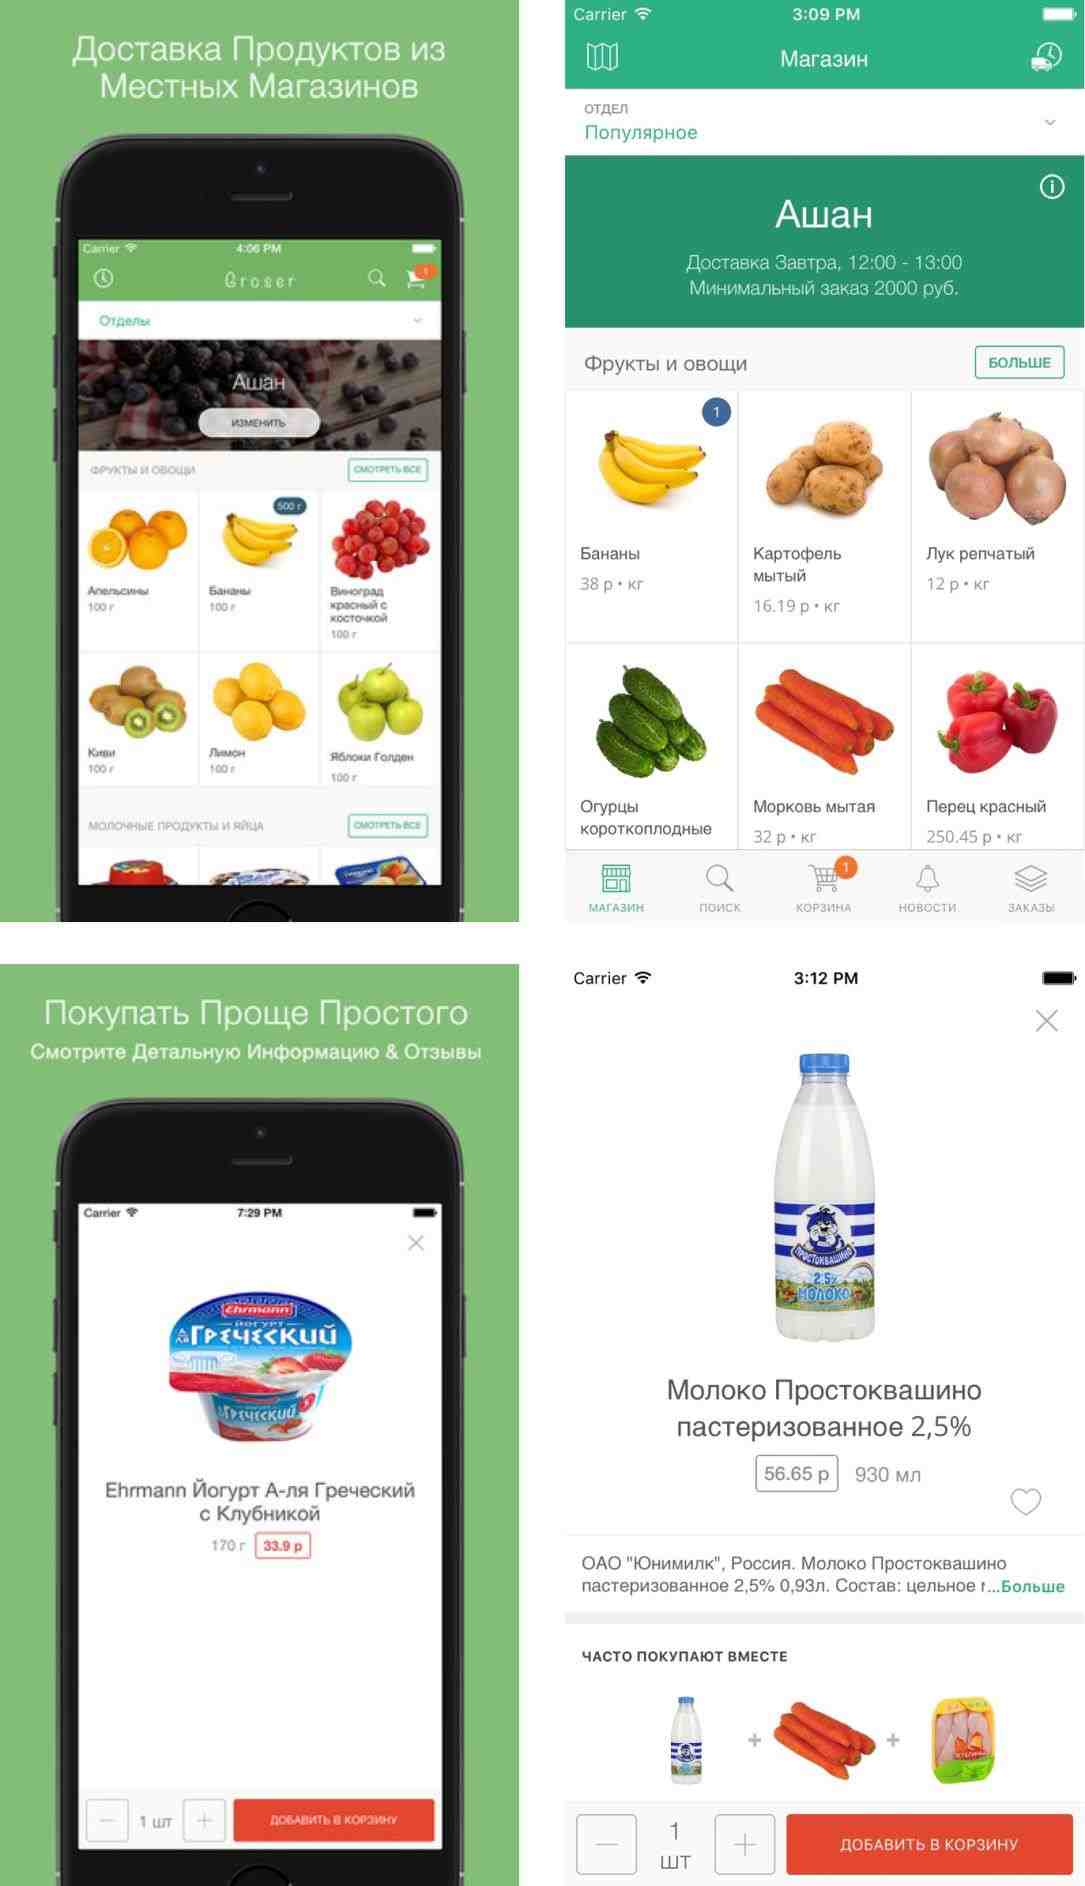 Доставка Продуктов из
Местных Магазинов
Carrier 4:06 PM
Groser 1
Отделы
Ашан
ИЗМЕНИТЬ
ФРУКТЫ И ОВОЩИ СМОТРЕТЬ ВСЕ
500 г
Апельсины
100 г
Бананы
100 г
Виноград
красный с
косточкой
100 г
Киви
100 г
Лимон
100 г
Яблоки Голден
100 г
МОЛОЧНЫЕ ПРОДУКТЫ И ЯЙЦА СМОТРЕТЬ ВСЕ
Carrier 3:09 PM
Магазин
ОТДЕЛ
Популярное
Ашан
Доставка Завтра, 12:00 - 13:00
Минимальный заказ 2000 руб.
Фрукты и овощи БОЛЬШЕ
1
Бананы
38 р • кг
Картофель
мытый
16.19 р • кг
Лук репчатый
12 р • кг
Огурцы
короткоплодные
Морковь мытая
32 р • кг
Перец красный
250.45 р • кг
1
МАГАЗИН ПОИСК КОРЗИНА НОВОСТИ ЗАКАЗЫ
Покупать Проще Простого
Смотрите Детальную Информацию & Отзывы
Carrier 7:29 PM
Ehrmann
ЙОГУРТ
А-ЛЯ ГРЕЧЕСКИЙ
ГРЕЧЕСКИЙ
Ehrmann Йогурт А-ля Греческий
с Клубникой
170 г 33.9 р
1 шт ДОБАВИТЬ В КОРЗИНУ
Carrier 3:12 PM
ПРОСТОКВАШИНО
2,5%
МОЛОКО
Молоко Простоквашино
пастеризованное 2,5%
56.65 р 930 мл
ОАО "Юнимилк", Россия. Молоко Простоквашино
пастеризованное 2,5% 0,93л. Состав: цельное ...Больше
ЧАСТО ПОКУПАЮТ ВМЕСТЕ
+ +
1
ШТ
ДОБАВИТЬ В КОРЗИНУ